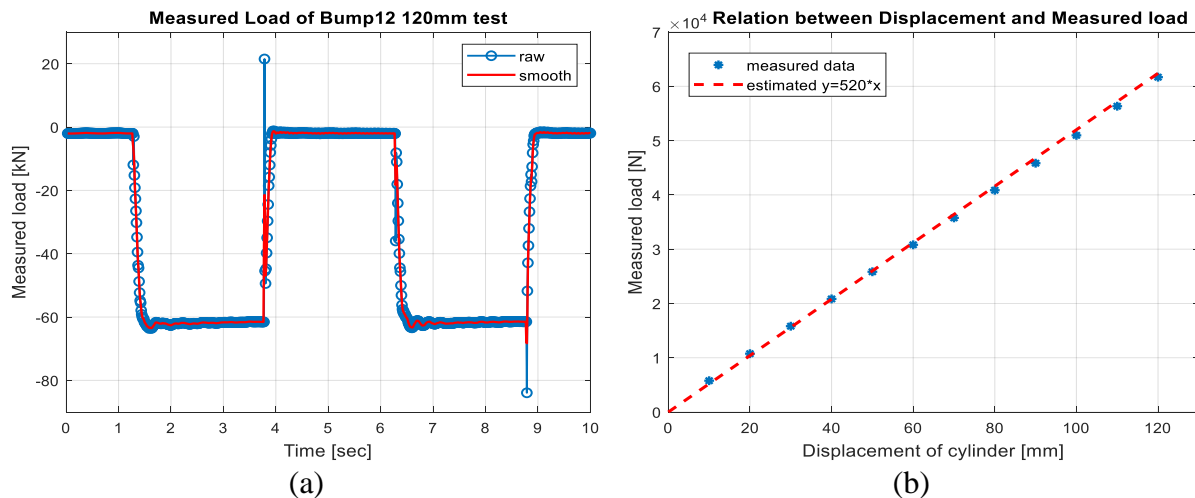 Measured Load of Bump12 120mm test
raw
smooth
20
0
-20
-40
-60
-80
Measured load [kN]
0 1 2 3 4 5 6 7 8 9 10
Time [sec]
(a)
×10⁴ Relation between Displacement and Measured load
measured data
estimated y=520*x
7
6
5
4
3
2
1
0
Measured load [N]
0 20 40 60 80 100 120
Displacement of cylinder [mm]
(b)